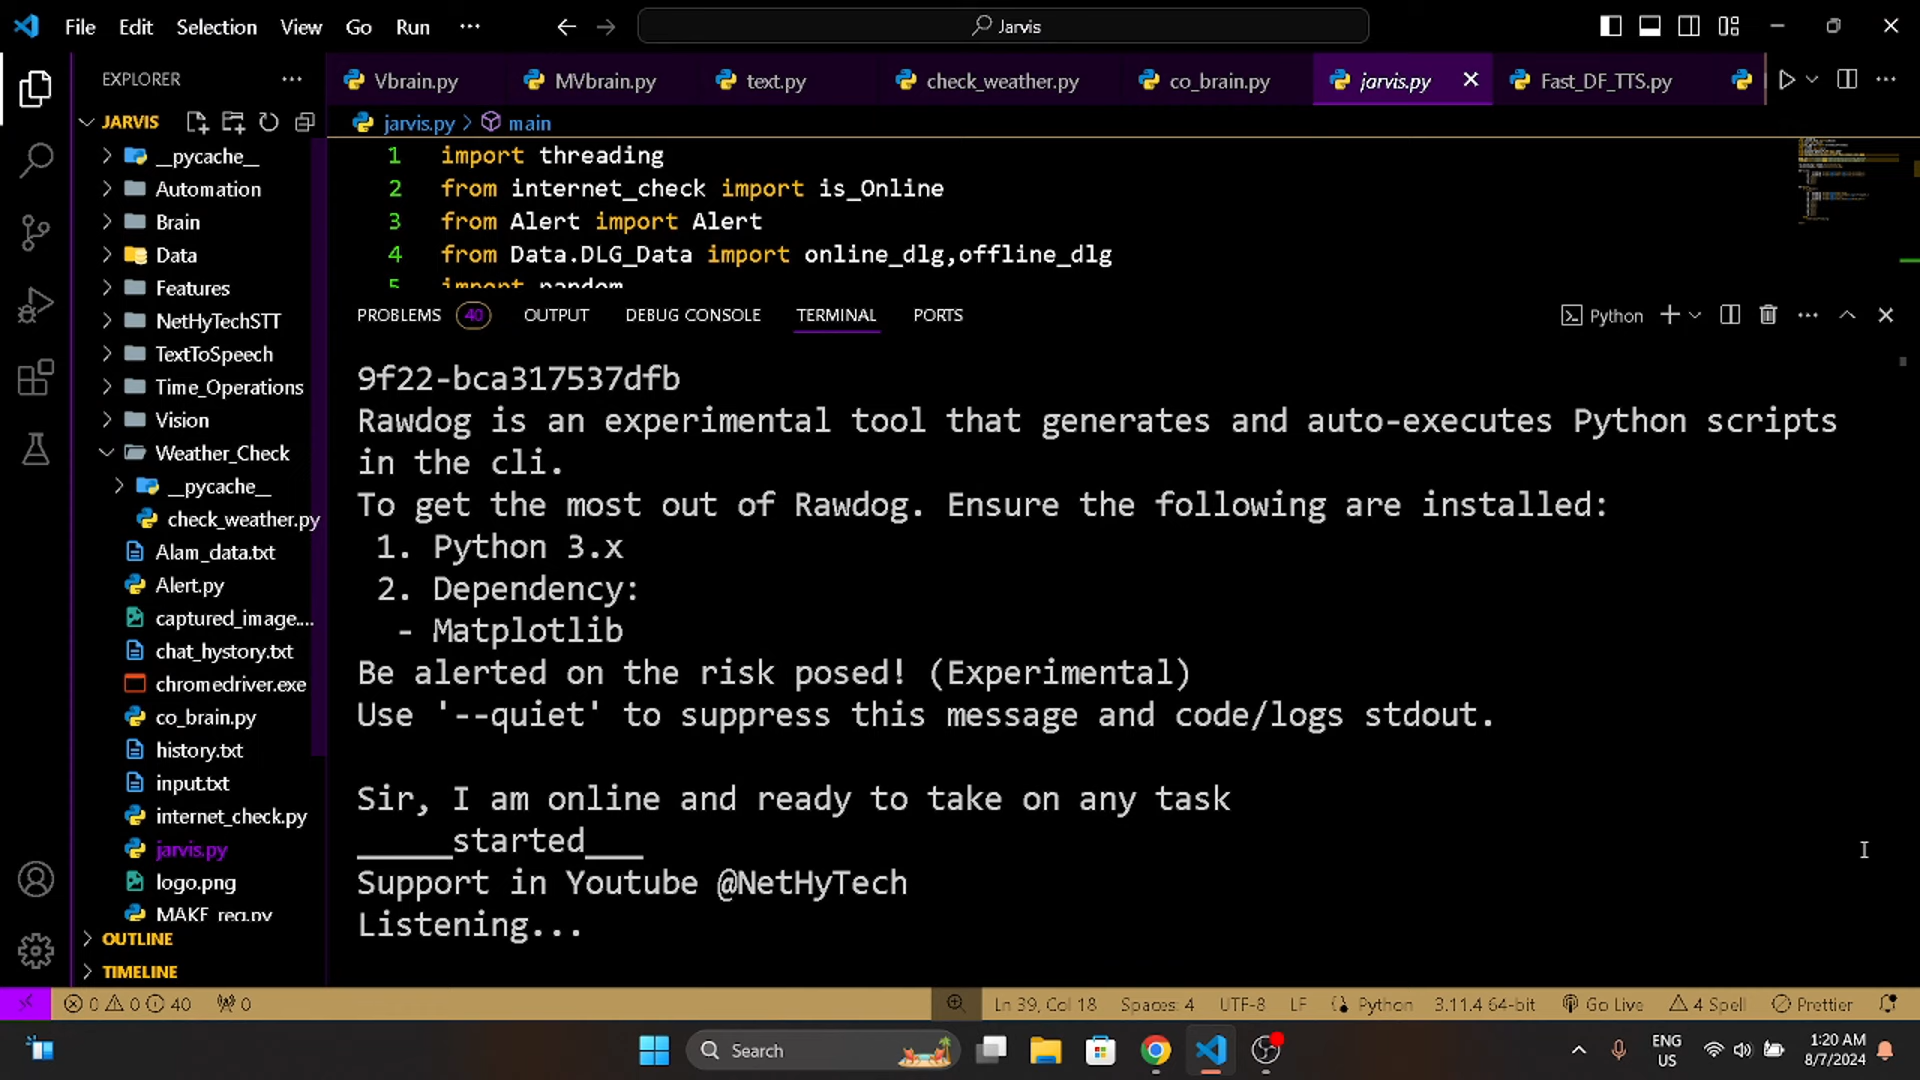 File Edit Selection View Go Run ···
Jarvis
EXPLORER
JARVIS
__pycache__
Automation
Brain
Data
Features
NetHyTechSTT
TextToSpeech
Time_Operations
Vision
Weather_Check
__pycache__
check_weather.py
Alam_data.txt
Alert.py
captured_image....
chat_hystory.txt
chromedriver.exe
co_brain.py
history.txt
input.txt
internet_check.py
jarvis.py
logo.png
MAKE_req.py
OUTLINE
TIMELINE
Vbrain.py MVbrain.py text.py check_weather.py co_brain.py jarvis.py Fast_DF_TTS.py
jarvis.py > main
1 import threading
2 from internet_check import is_Online
3 from Alert import Alert
4 from Data.DLG_Data import online_dlg,offline_dlg
5 import random
PROBLEMS 40 OUTPUT DEBUG CONSOLE TERMINAL PORTS
Python
9f22-bca317537dfb
Rawdog is an experimental tool that generates and auto-executes Python scripts
in the cli.
To get the most out of Rawdog. Ensure the following are installed:
1. Python 3.x
2. Dependency:
- Matplotlib
Be alerted on the risk posed! (Experimental)
Use '--quiet' to suppress this message and code/logs stdout.
Sir, I am online and ready to take on any task
_____started___
Support in Youtube @NetHyTech
Listening...
0 0 40 0 Ln 39, Col 18 Spaces: 4 UTF-8 LF Python 3.11.4 64-bit Go Live 4 Spell Prettier
Search
ENG
US
1:20 AM
8/7/2024